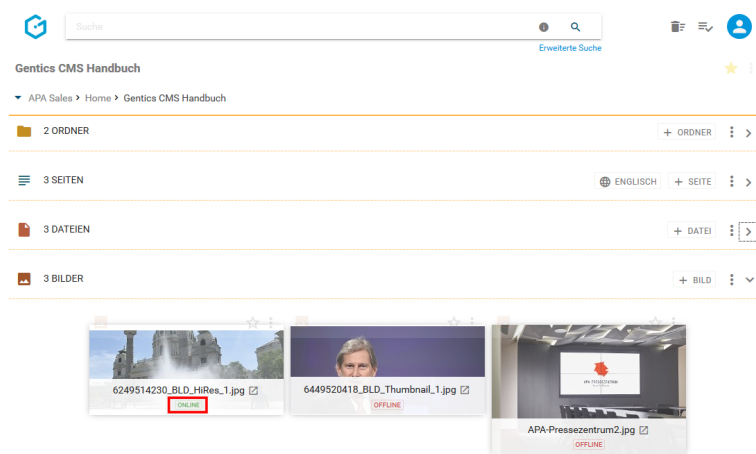 Suche
Erweiterte Suche
Gentics CMS Handbuch
APA Sales > Home > Gentics CMS Handbuch
2 ORDNER
+ ORDNER
3 SEITEN
ENGLISCH
+ SEITE
3 DATEIEN
+ DATEI
3 BILDER
+ BILD
6249514230_BLD_HiRes_1.jpg
ONLINE
6449520418_BLD_Thumbnail_1.jpg
OFFLINE
APA-Pressezentrum2.jpg
OFFLINE